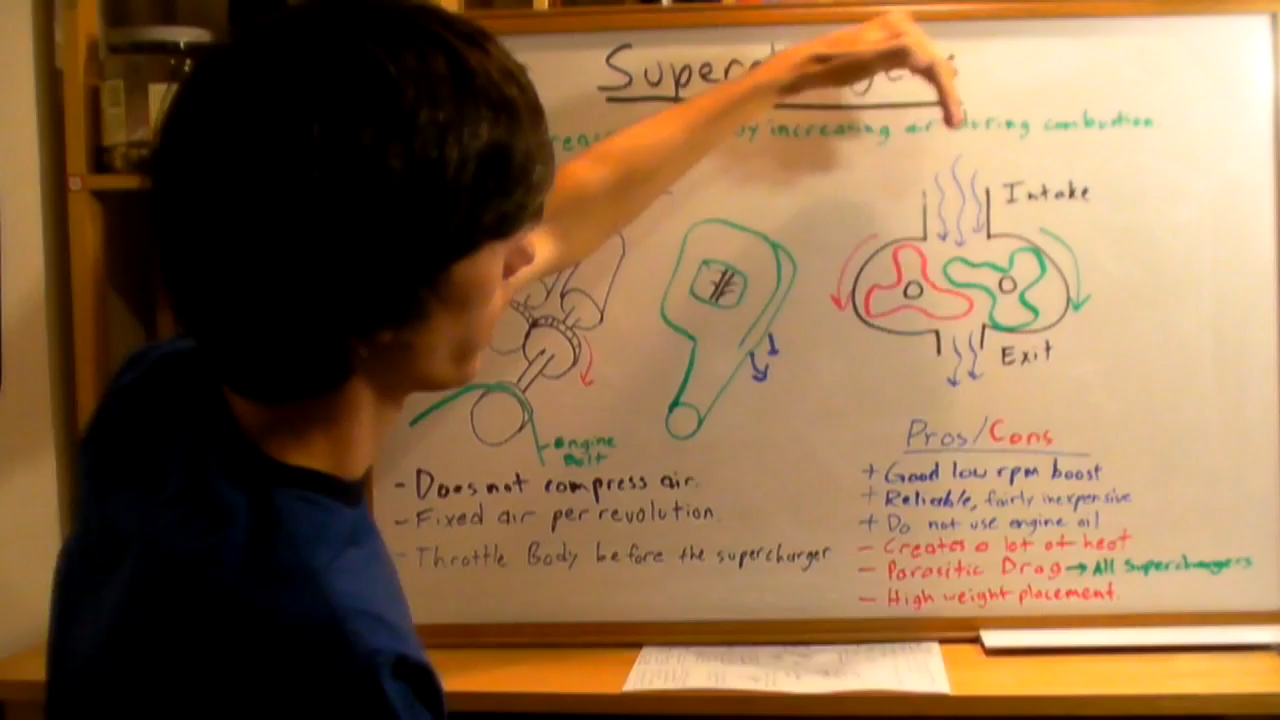 Super
by increasing air during combustion
Intake
Exit
Engine
Belt
- Does not compress air.
- Fixed air per revolution.
- Throttle Body before the supercharger
Pros/Cons
+ Good low rpm boost
+ Reliable, fairly inexpensive
+ Do not use engine oil
- Creates a lot of heat
- Parasitic Drag → All Superchargers
- High weight placement.